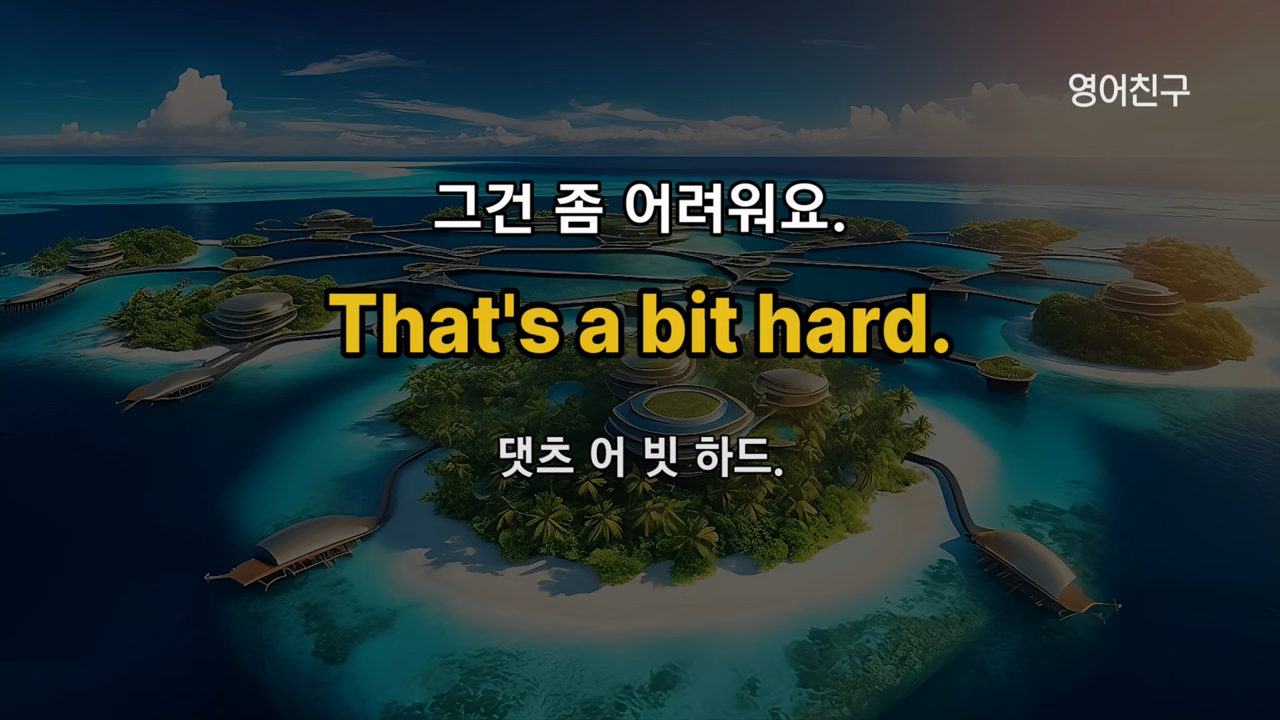 영어친구
그건 좀 어려워요.
That's a bit hard.
댓츠 어 빗 하드.